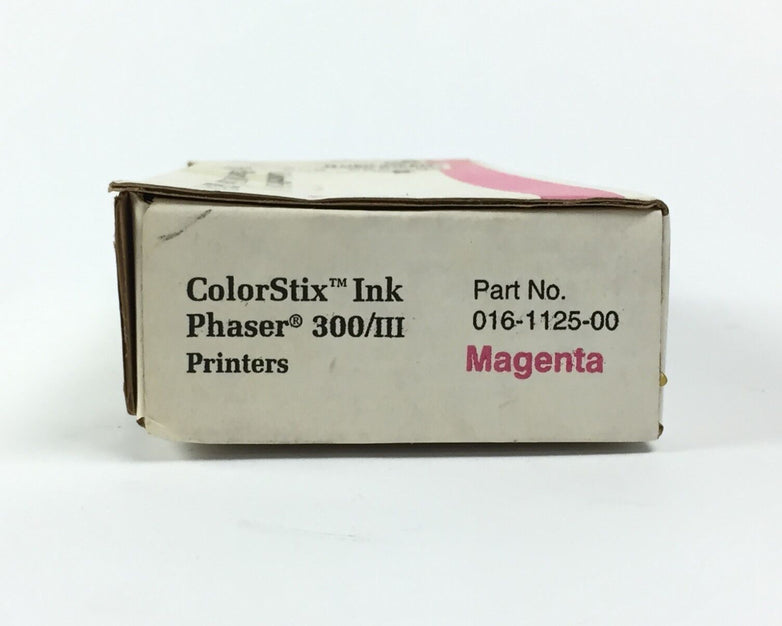 ColorStix™ Ink
Phaser® 300/III
Printers
Part No.
016-1125-00
Magenta